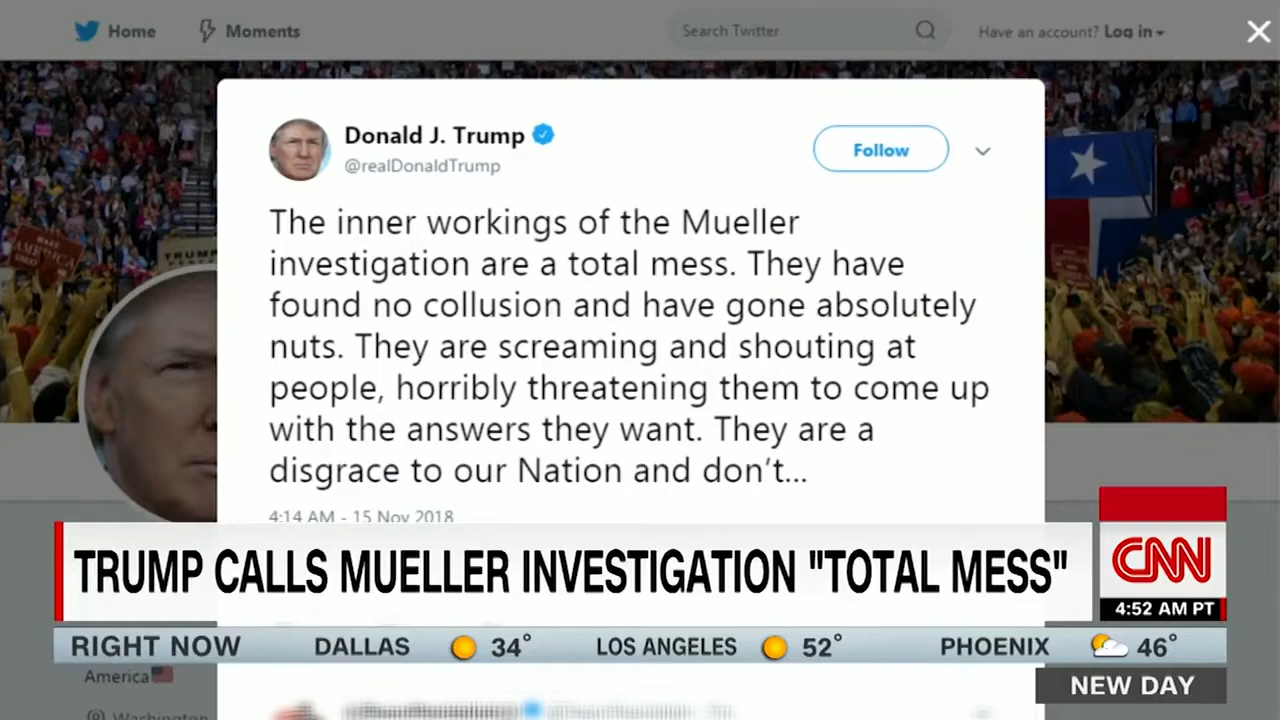 Home Moments Search Twitter Have an account? Log in
Donald J. Trump
@realDonaldTrump
Follow
The inner workings of the Mueller
investigation are a total mess. They have
found no collusion and have gone absolutely
nuts. They are screaming and shouting at
people, horribly threatening them to come up
with the answers they want. They are a
disgrace to our Nation and don't...
4:14 AM - 15 Nov 2018
MAKE
AMERICA
TRUMP
TRUMP CALLS MUELLER INVESTIGATION "TOTAL MESS"
CNN
4:52 AM PT
RIGHT NOW DALLAS 34° LOS ANGELES 52° PHOENIX 46°
America
Washington
NEW DAY